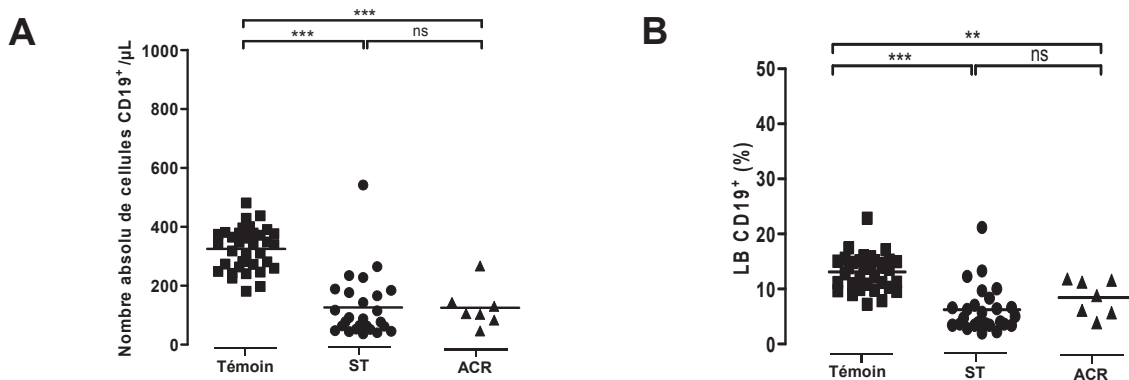 A
***
***
ns
Nombre absolu de cellules CD19+/µL
1000
800
600
400
200
0
Témoin
ST
ACR
B
**
***
ns
LB CD19+ (%)
50
40
30
20
10
0
Témoin
ST
ACR